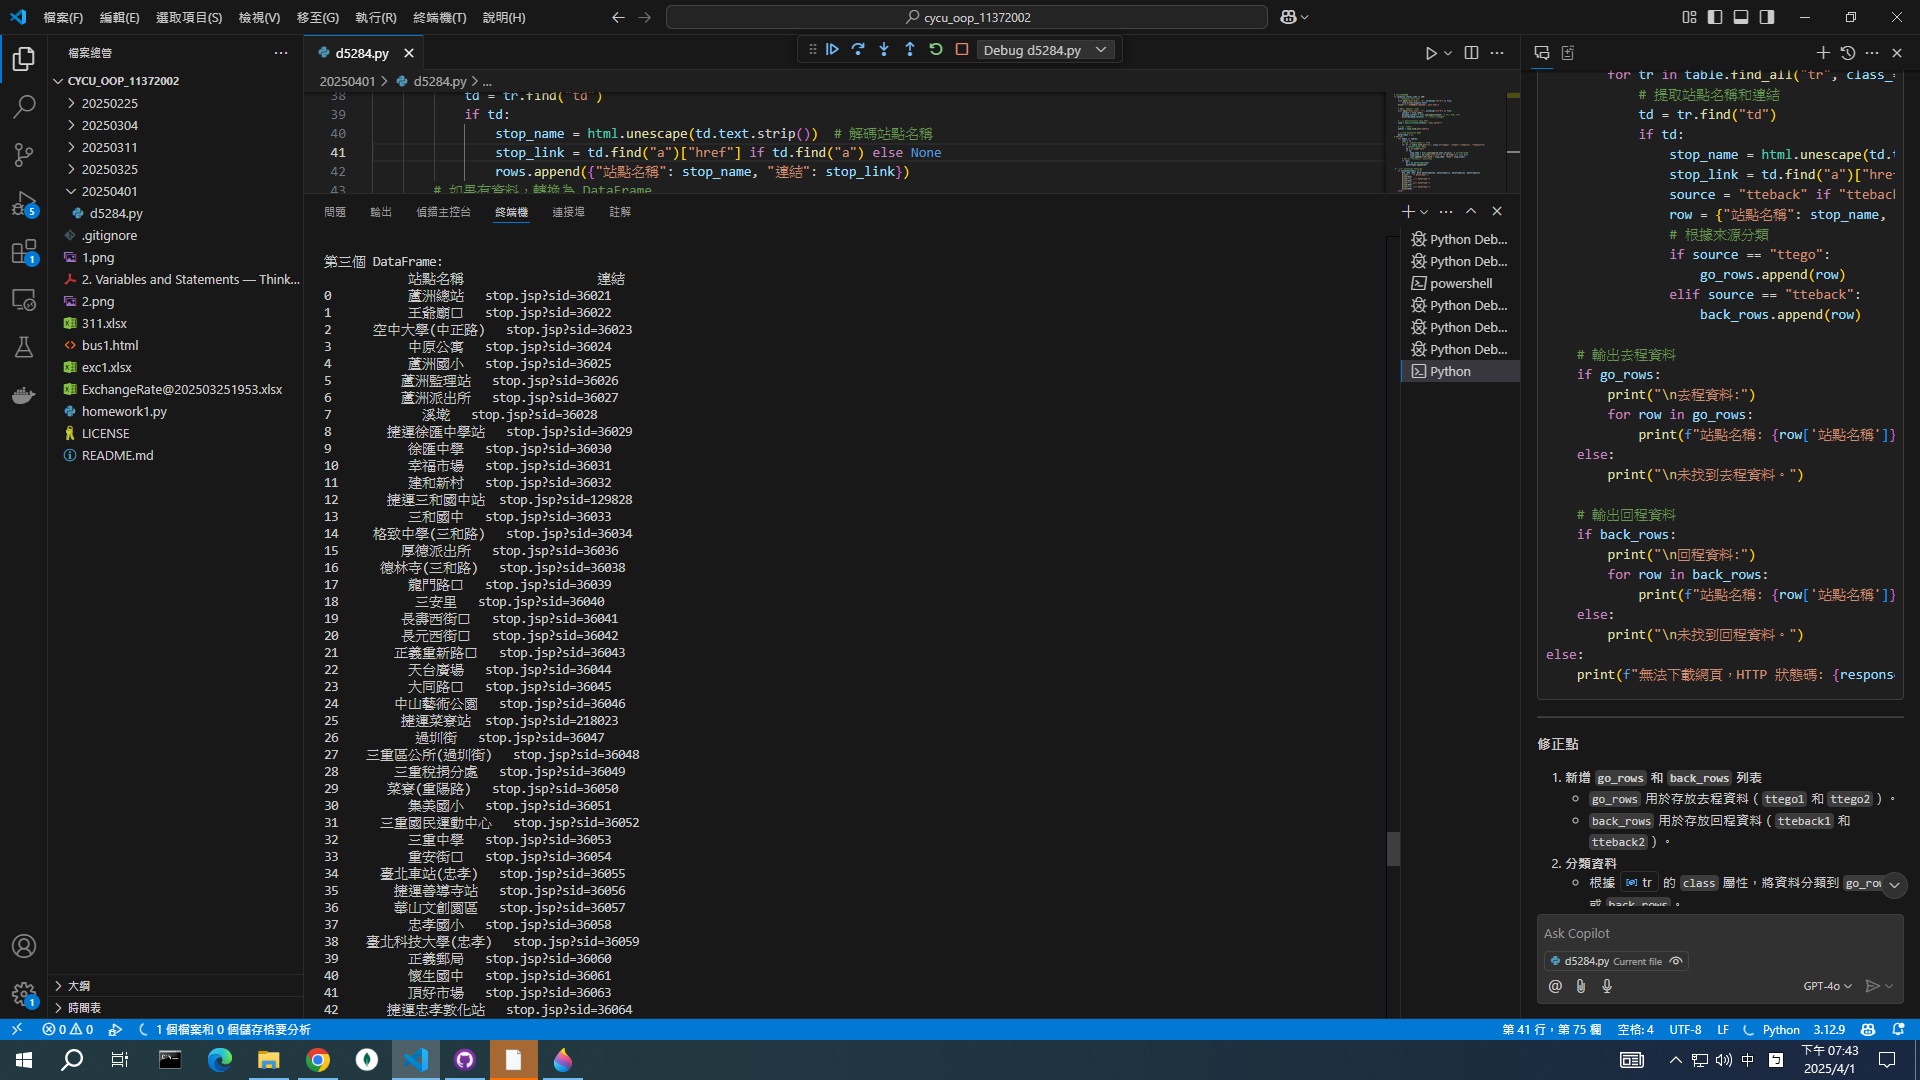 檔案(F) 編輯(E) 選取項目(S) 檢視(V) 移至(G) 執行(R) 終端機(T) 說明(H)
cycu_oop_11372002
檔案總管
CYCU_OOP_11372002
20250225
20250304
20250311
20250325
20250401
d5284.py
.gitignore
1.png
2. Variables and Statements — Think...
2.png
311.xlsx
bus1.html
exc1.xlsx
ExchangeRate@202503251953.xlsx
homework1.py
LICENSE
README.md
大綱
時間表
5
1
1
d5284.py
Debug d5284.py
20250401 > d5284.py > ...
38 td = tr.find("td")
39 if td:
40 stop_name = html.unescape(td.text.strip()) # 解碼站點名稱
41 stop_link = td.find("a")["href"] if td.find("a") else None
42 rows.append({"站點名稱": stop_name, "連結": stop_link})
43 # 如果有資料，轉換為 DataFrame
問題 輸出 偵錯主控台 終端機 連接埠 註解
第三個 DataFrame:
站點名稱 連結
0 蘆洲總站 stop.jsp?sid=36021
1 王爺廟口 stop.jsp?sid=36022
2 空中大學(中正路) stop.jsp?sid=36023
3 中原公寓 stop.jsp?sid=36024
4 蘆洲國小 stop.jsp?sid=36025
5 蘆洲監理站 stop.jsp?sid=36026
6 蘆洲派出所 stop.jsp?sid=36027
7 溪墘 stop.jsp?sid=36028
8 捷運徐匯中學站 stop.jsp?sid=36029
9 徐匯中學 stop.jsp?sid=36030
10 幸福市場 stop.jsp?sid=36031
11 建和新村 stop.jsp?sid=36032
12 捷運三和國中站 stop.jsp?sid=129828
13 三和國中 stop.jsp?sid=36033
14 格致中學(三和路) stop.jsp?sid=36034
15 厚德派出所 stop.jsp?sid=36036
16 德林寺(三和路) stop.jsp?sid=36038
17 龍門路口 stop.jsp?sid=36039
18 三安里 stop.jsp?sid=36040
19 長壽西街口 stop.jsp?sid=36041
20 長元西街口 stop.jsp?sid=36042
21 正義重新路口 stop.jsp?sid=36043
22 天台廣場 stop.jsp?sid=36044
23 大同路口 stop.jsp?sid=36045
24 中山藝術公園 stop.jsp?sid=36046
25 捷運菜寮站 stop.jsp?sid=218023
26 過圳街 stop.jsp?sid=36047
27 三重區公所(過圳街) stop.jsp?sid=36048
28 三重稅捐分處 stop.jsp?sid=36049
29 菜寮(重陽路) stop.jsp?sid=36050
30 集美國小 stop.jsp?sid=36051
31 三重國民運動中心 stop.jsp?sid=36052
32 三重中學 stop.jsp?sid=36053
33 重安街口 stop.jsp?sid=36054
34 臺北車站(忠孝) stop.jsp?sid=36055
35 捷運善導寺站 stop.jsp?sid=36056
36 華山文創園區 stop.jsp?sid=36057
37 忠孝國小 stop.jsp?sid=36058
38 臺北科技大學(忠孝) stop.jsp?sid=36059
39 正義郵局 stop.jsp?sid=36060
40 懷生國中 stop.jsp?sid=36061
41 頂好市場 stop.jsp?sid=36063
42 捷運忠孝敦化站 stop.jsp?sid=36064
Python Deb...
Python Deb...
powershell
Python Deb...
Python Deb...
Python Deb...
Python
for tr in table.find_all("tr", class_
# 提取站點名稱和連結
td = tr.find("td")
if td:
stop_name = html.unescape(td.t
stop_link = td.find("a")["hre
source = "tteback" if "tteback
row = {"站點名稱": stop_name,
# 根據來源分類
if source == "ttego":
go_rows.append(row)
elif source == "tteback":
back_rows.append(row)
# 輸出去程資料
if go_rows:
print("\n去程資料:")
for row in go_rows:
print(f"站點名稱: {row['站點名稱']}
else:
print("\n未找到去程資料。")
# 輸出回程資料
if back_rows:
print("\n回程資料:")
for row in back_rows:
print(f"站點名稱: {row['站點名稱']}
else:
print("\n未找到回程資料。")
else:
print(f"無法下載網頁，HTTP 狀態碼: {respons
修正點
1. 新增 go_rows 和 back_rows 列表
go_rows 用於存放去程資料 ( ttego1 和 ttego2 ) 。
back_rows 用於存放回程資料 ( tteback1 和
tteback2 ) 。
2. 分類資料
根據 tr 的 class 屬性，將資料分類到 go_rou
或 back_rows 。
Ask Copilot
d5284.py Current file
GPT-4o
0 0 1 個檔案和 0 個儲存格要分析
第 41 行，第 75 欄 空格: 4 UTF-8 LF Python 3.12.9
中
下午 07:43
2025/4/1